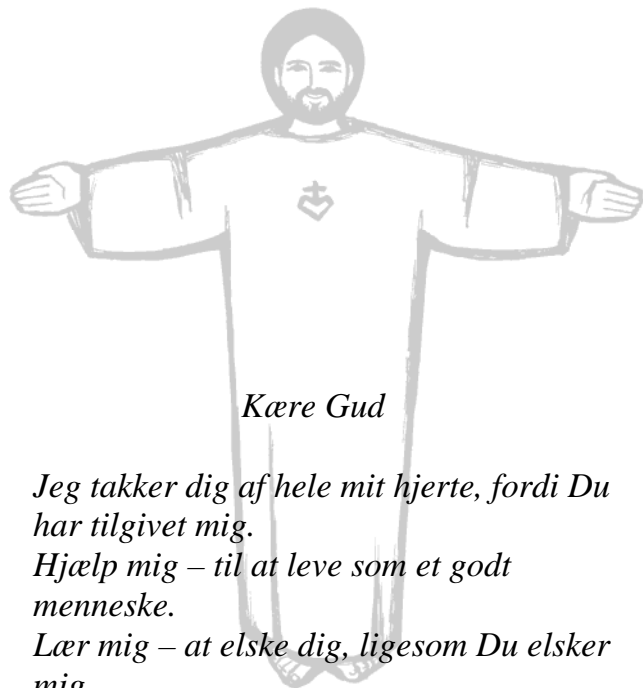 Kære Gud
Jeg takker dig af hele mit hjerte, fordi Du
har tilgivet mig.
Hjælp mig – til at leve som et godt
menneske.
Lær mig – at elske dig, ligesom Du elsker
mig